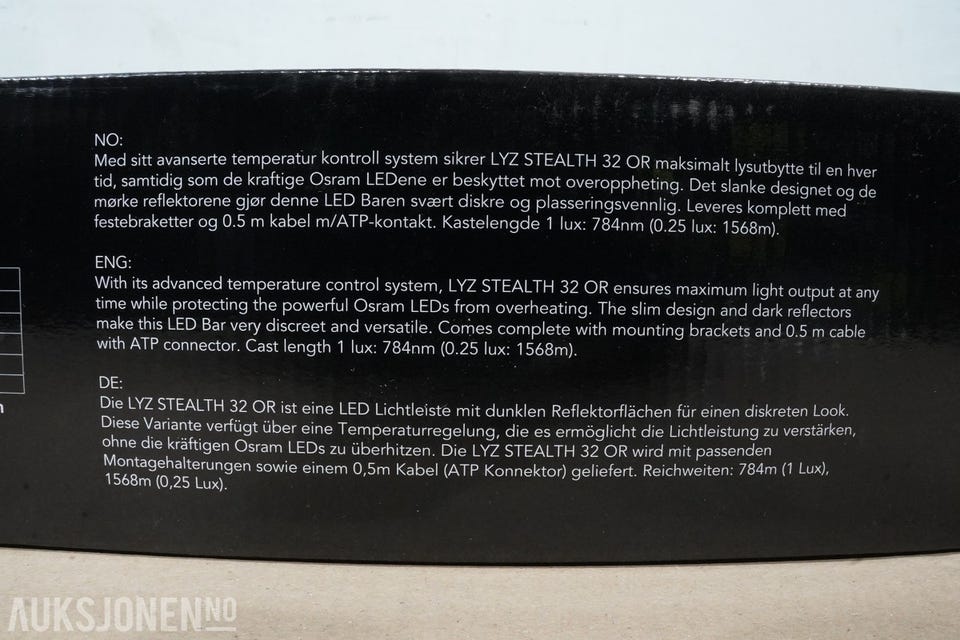 NO:
Med sitt avanserte temperatur kontroll system sikrer LYZ STEALTH 32 OR maksimalt lysutbytte til en hver
tid, samtidig som de kraftige Osram LEDene er beskyttet mot overoppheting. Det slanke designet og de
mørke reflektorene gjør denne LED Baren svært diskre og plasseringsvennlig. Leveres komplett med
festebraketter og 0.5 m kabel m/ATP-kontakt. Kastelengde 1 lux: 784nm (0.25 lux: 1568m).
ENG:
With its advanced temperature control system, LYZ STEALTH 32 OR ensures maximum light output at any
time while protecting the powerful Osram LEDs from overheating. The slim design and dark reflectors
make this LED Bar very discreet and versatile. Comes complete with mounting brackets and 0.5 m cable
with ATP connector. Cast length 1 lux: 784nm (0.25 lux: 1568m).
DE:
Die LYZ STEALTH 32 OR ist eine LED Lichtleiste mit dunklen Reflektorflächen für einen diskreten Look.
Diese Variante verfügt über eine Temperaturregelung, die es ermöglicht die Lichtleistung zu verstärken,
ohne die kräftigen Osram LEDs zu überhitzen. Die LYZ STEALTH 32 OR wird mit passenden
Montagehalterungen sowie einem 0,5m Kabel (ATP Konnektor) geliefert. Reichweiten: 784m (1 Lux),
1568m (0,25 Lux).
AUKSJONEN.NO